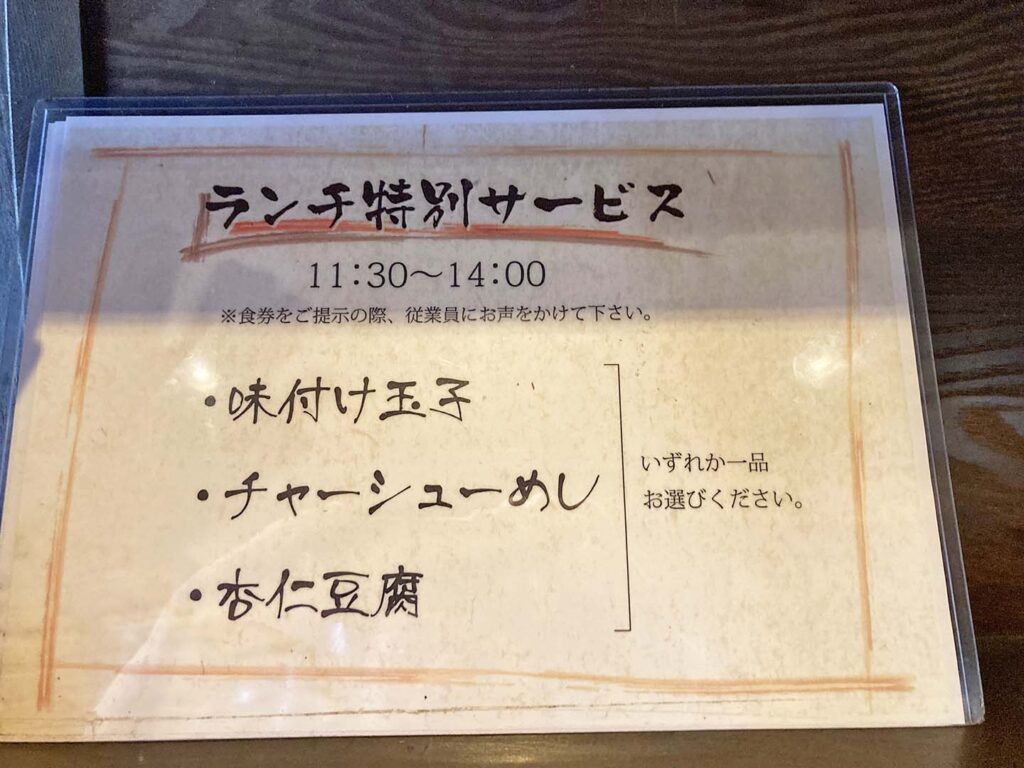 ランチ特別サービス
11:30〜14:00
※食券をご提示の際、従業員にお声をかけて下さい。
・味付け玉子
・チャーシューめし
・杏仁豆腐
いずれか一品
お選びください。